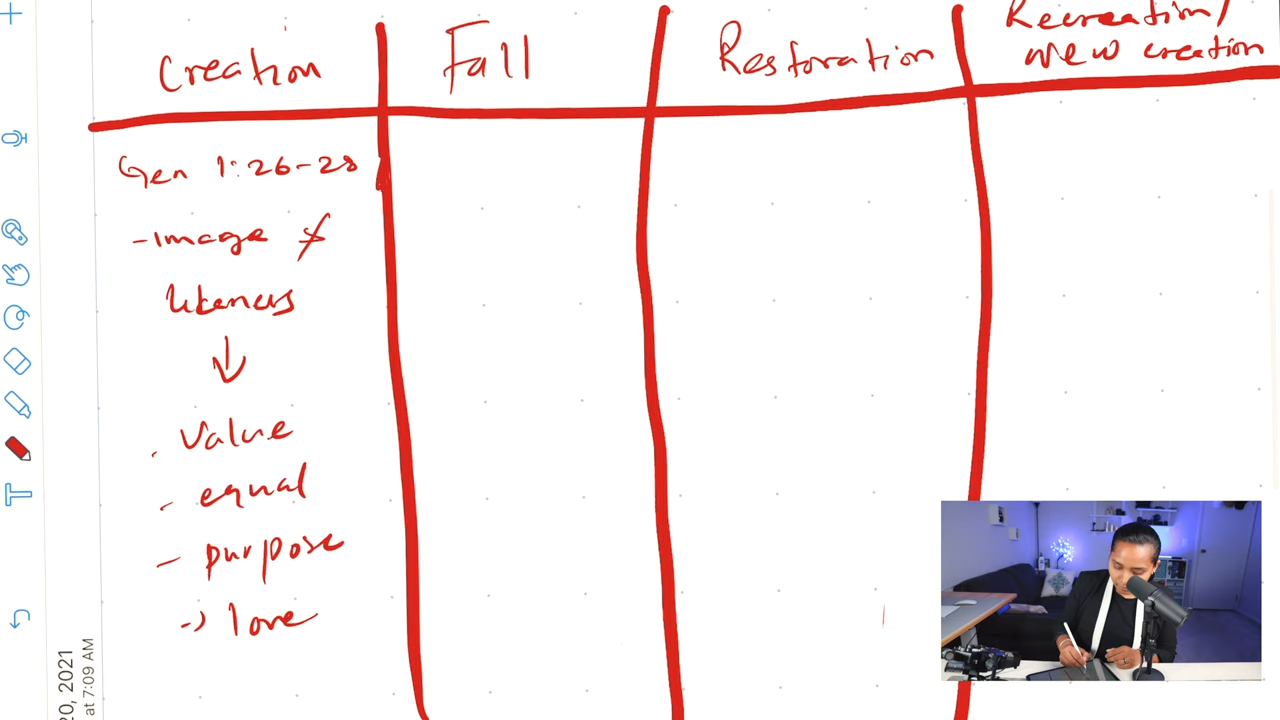 Creation
Fall
Restoration
Recreation/
New creation
Gen 1:26-28
- Image &
likeness
↓
. Value
- equal
- purpose
-> love
20, 2021
at 7:09 AM